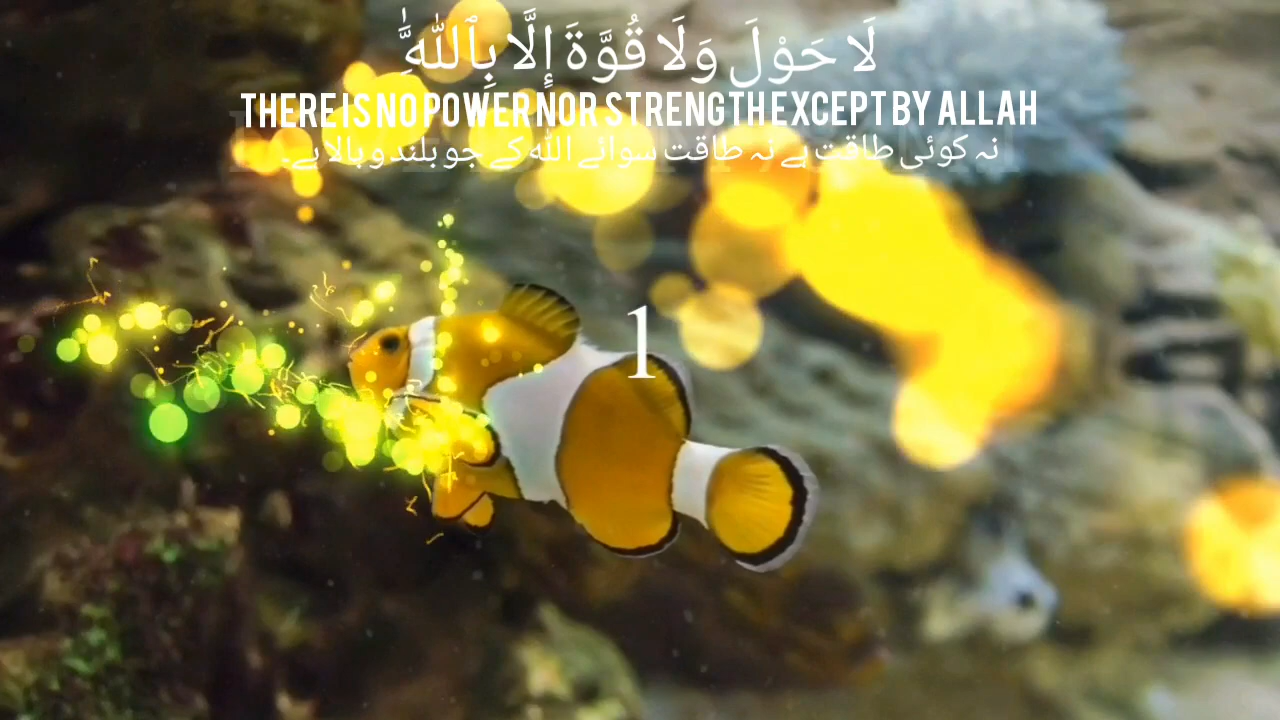 لَا حَوْلَ وَلَا قُوَّةَ إِلَّا بِٱللَّٰهِ
THERE IS NO POWER NOR STRENGTH EXCEPT BY ALLAH
نہ کوئی طاقت ہے نہ طاقت سوائے اللہ کے جو بلند و بالا ہے۔
1